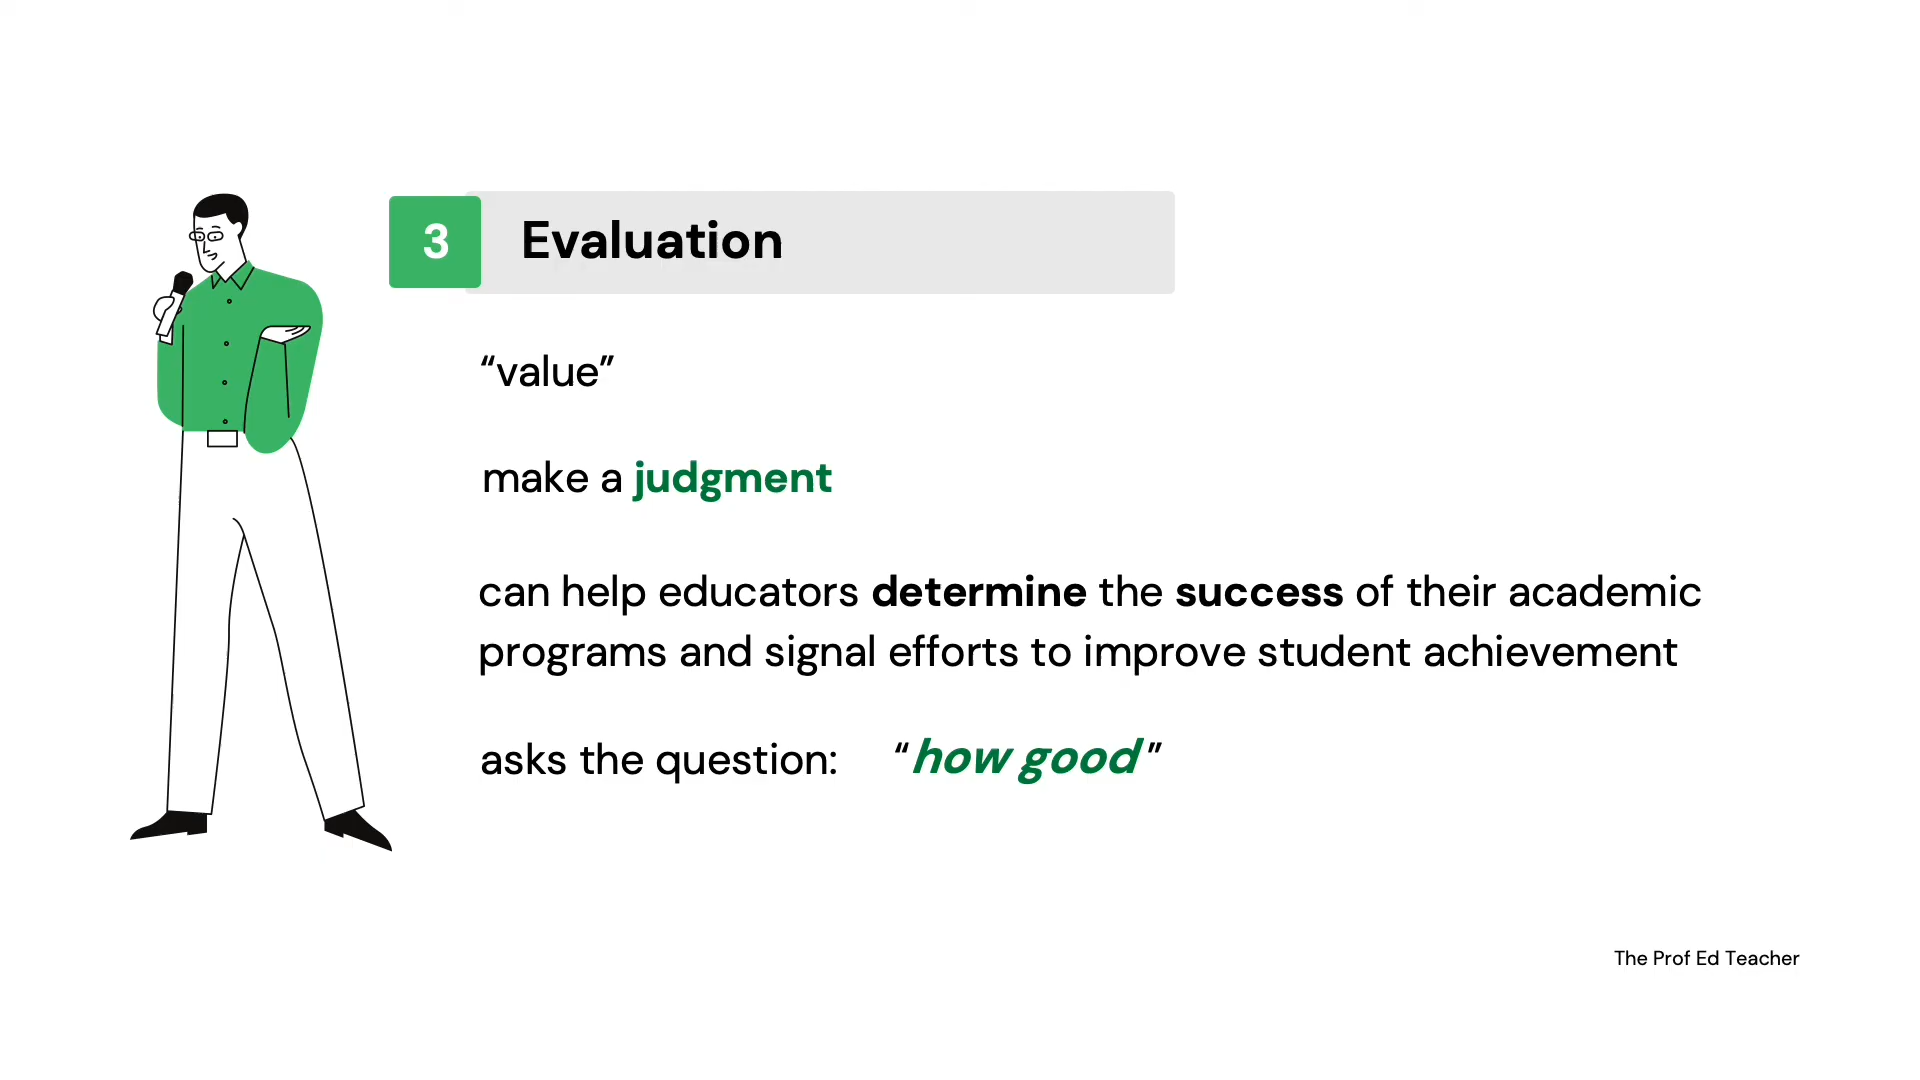 3
Evaluation
“value”
make a judgment
can help educators determine the success of their academic
programs and signal efforts to improve student achievement
asks the question: “how good”
The Prof Ed Teacher